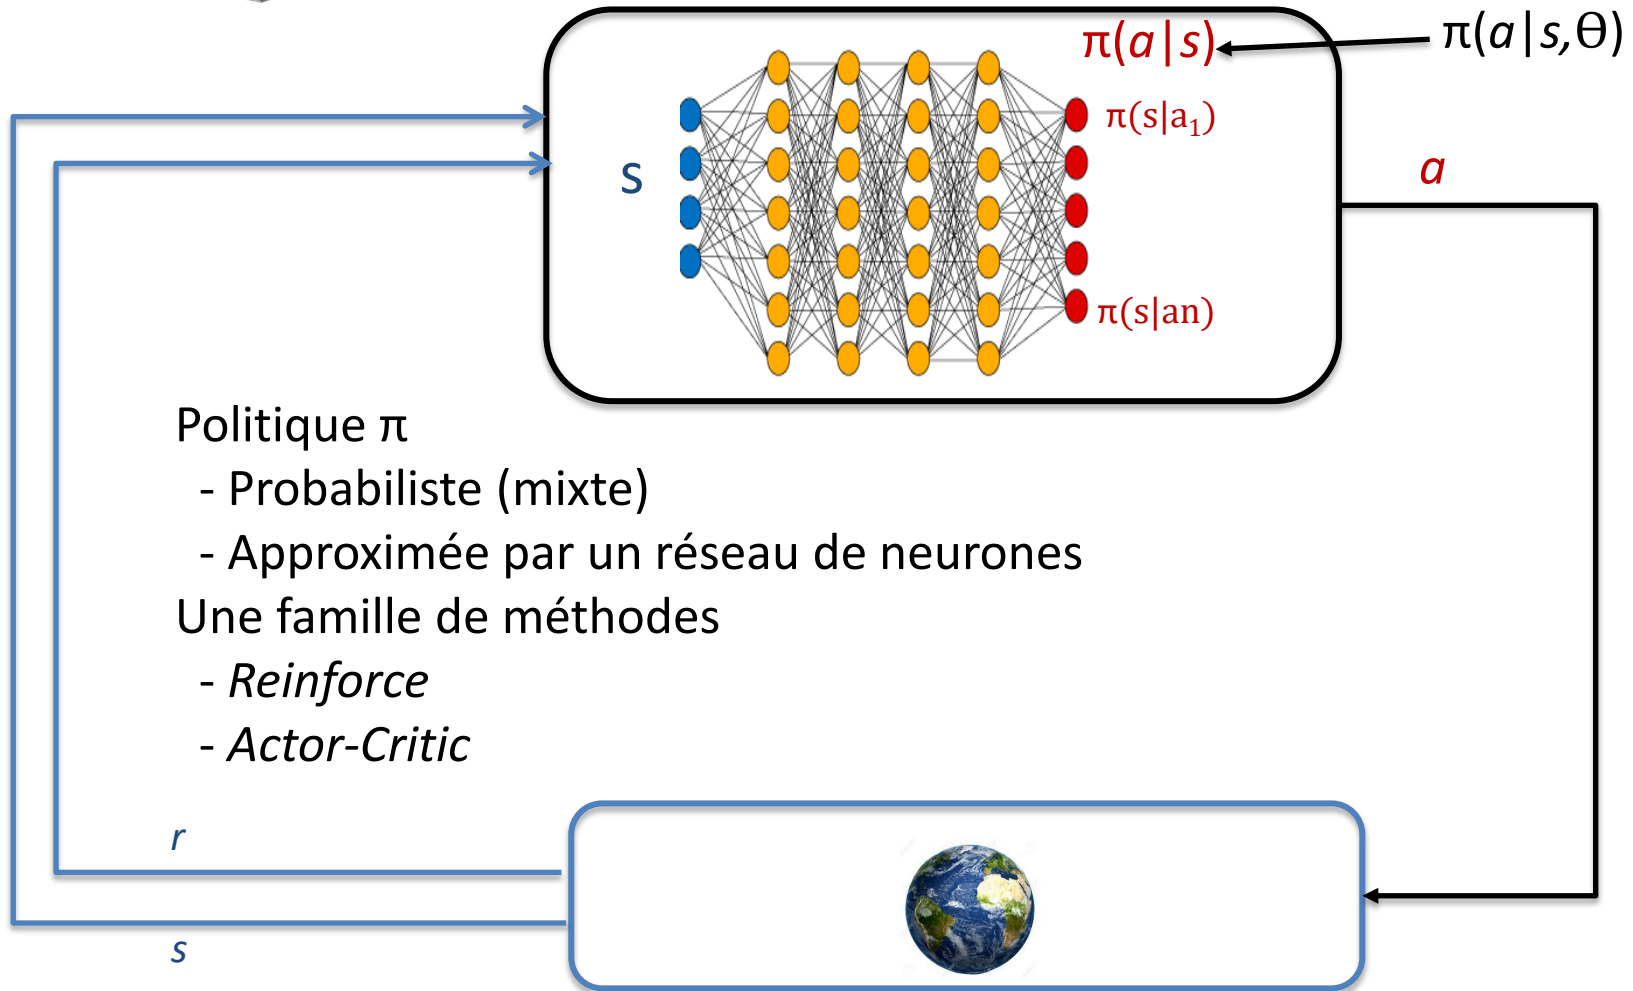 π(a|s)
π(a|s,Θ)
π(s|a₁)
s
a
π(s|an)
Politique π
- Probabiliste (mixte)
- Approximée par un réseau de neurones
Une famille de méthodes
- Reinforce
- Actor-Critic
r
s